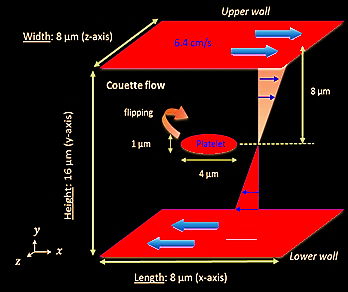 Upper wall
Width: 8 µm (z-axis)
6.4 cm/s
Couette flow
8 µm
flipping
1 µm
Platelet
4 µm
Height: 16 µm (y-axis)
y
x
z
Lower wall
Length: 8 µm (x-axis)